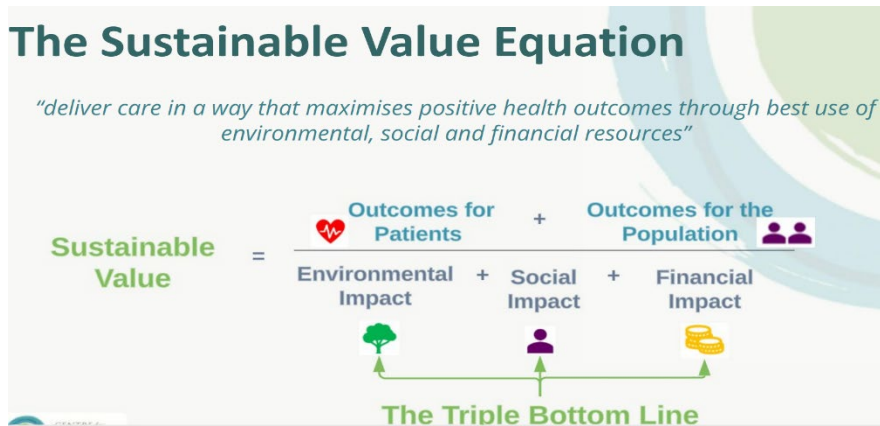 The Sustainable Value Equation
“deliver care in a way that maximises positive health outcomes through best use of
environmental, social and financial resources”
Sustainable
Value
=
Outcomes for
Patients
+
Outcomes for the
Population
Environmental
Impact
+
Social
Impact
+
Financial
Impact
The Triple Bottom Line